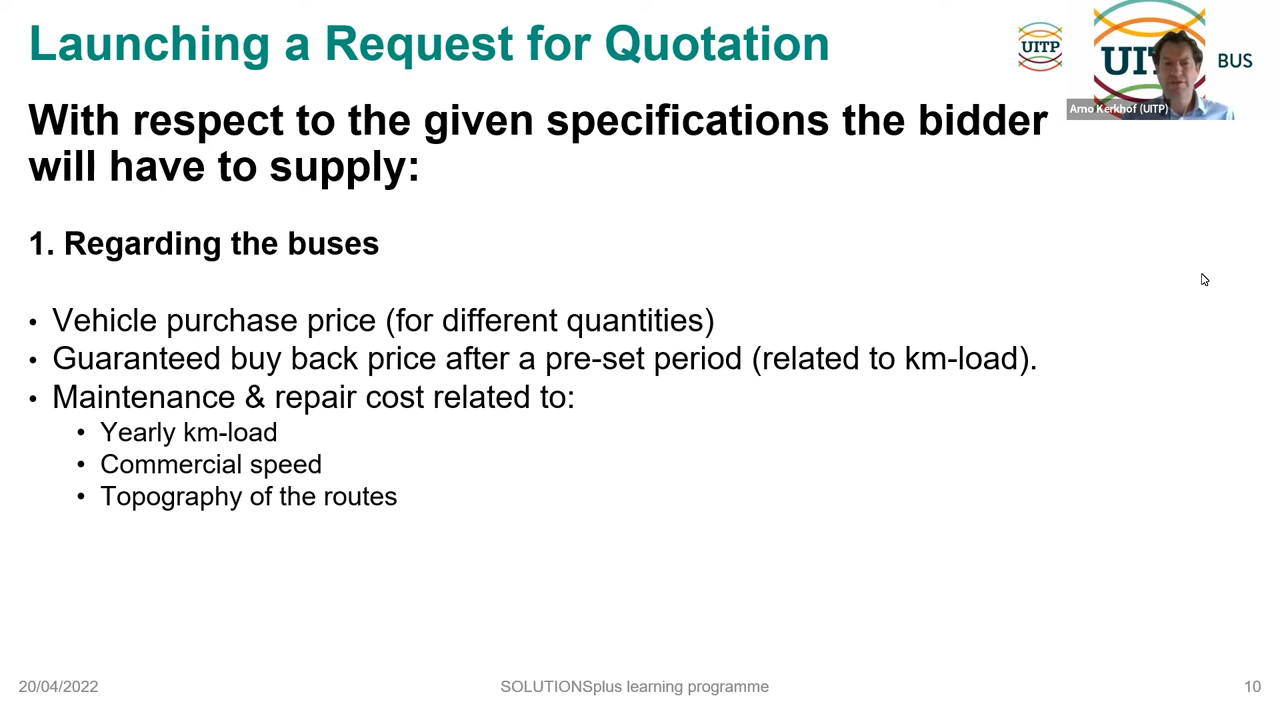 Launching a Request for Quotation
UITP
UIT
BUS
Arno Kerkhof (UITP)
With respect to the given specifications the bidder
will have to supply:
1. Regarding the buses
• Vehicle purchase price (for different quantities)
• Guaranteed buy back price after a pre-set period (related to km-load).
• Maintenance & repair cost related to:
• Yearly km-load
• Commercial speed
• Topography of the routes
20/04/2022
SOLUTIONSplus learning programme
10